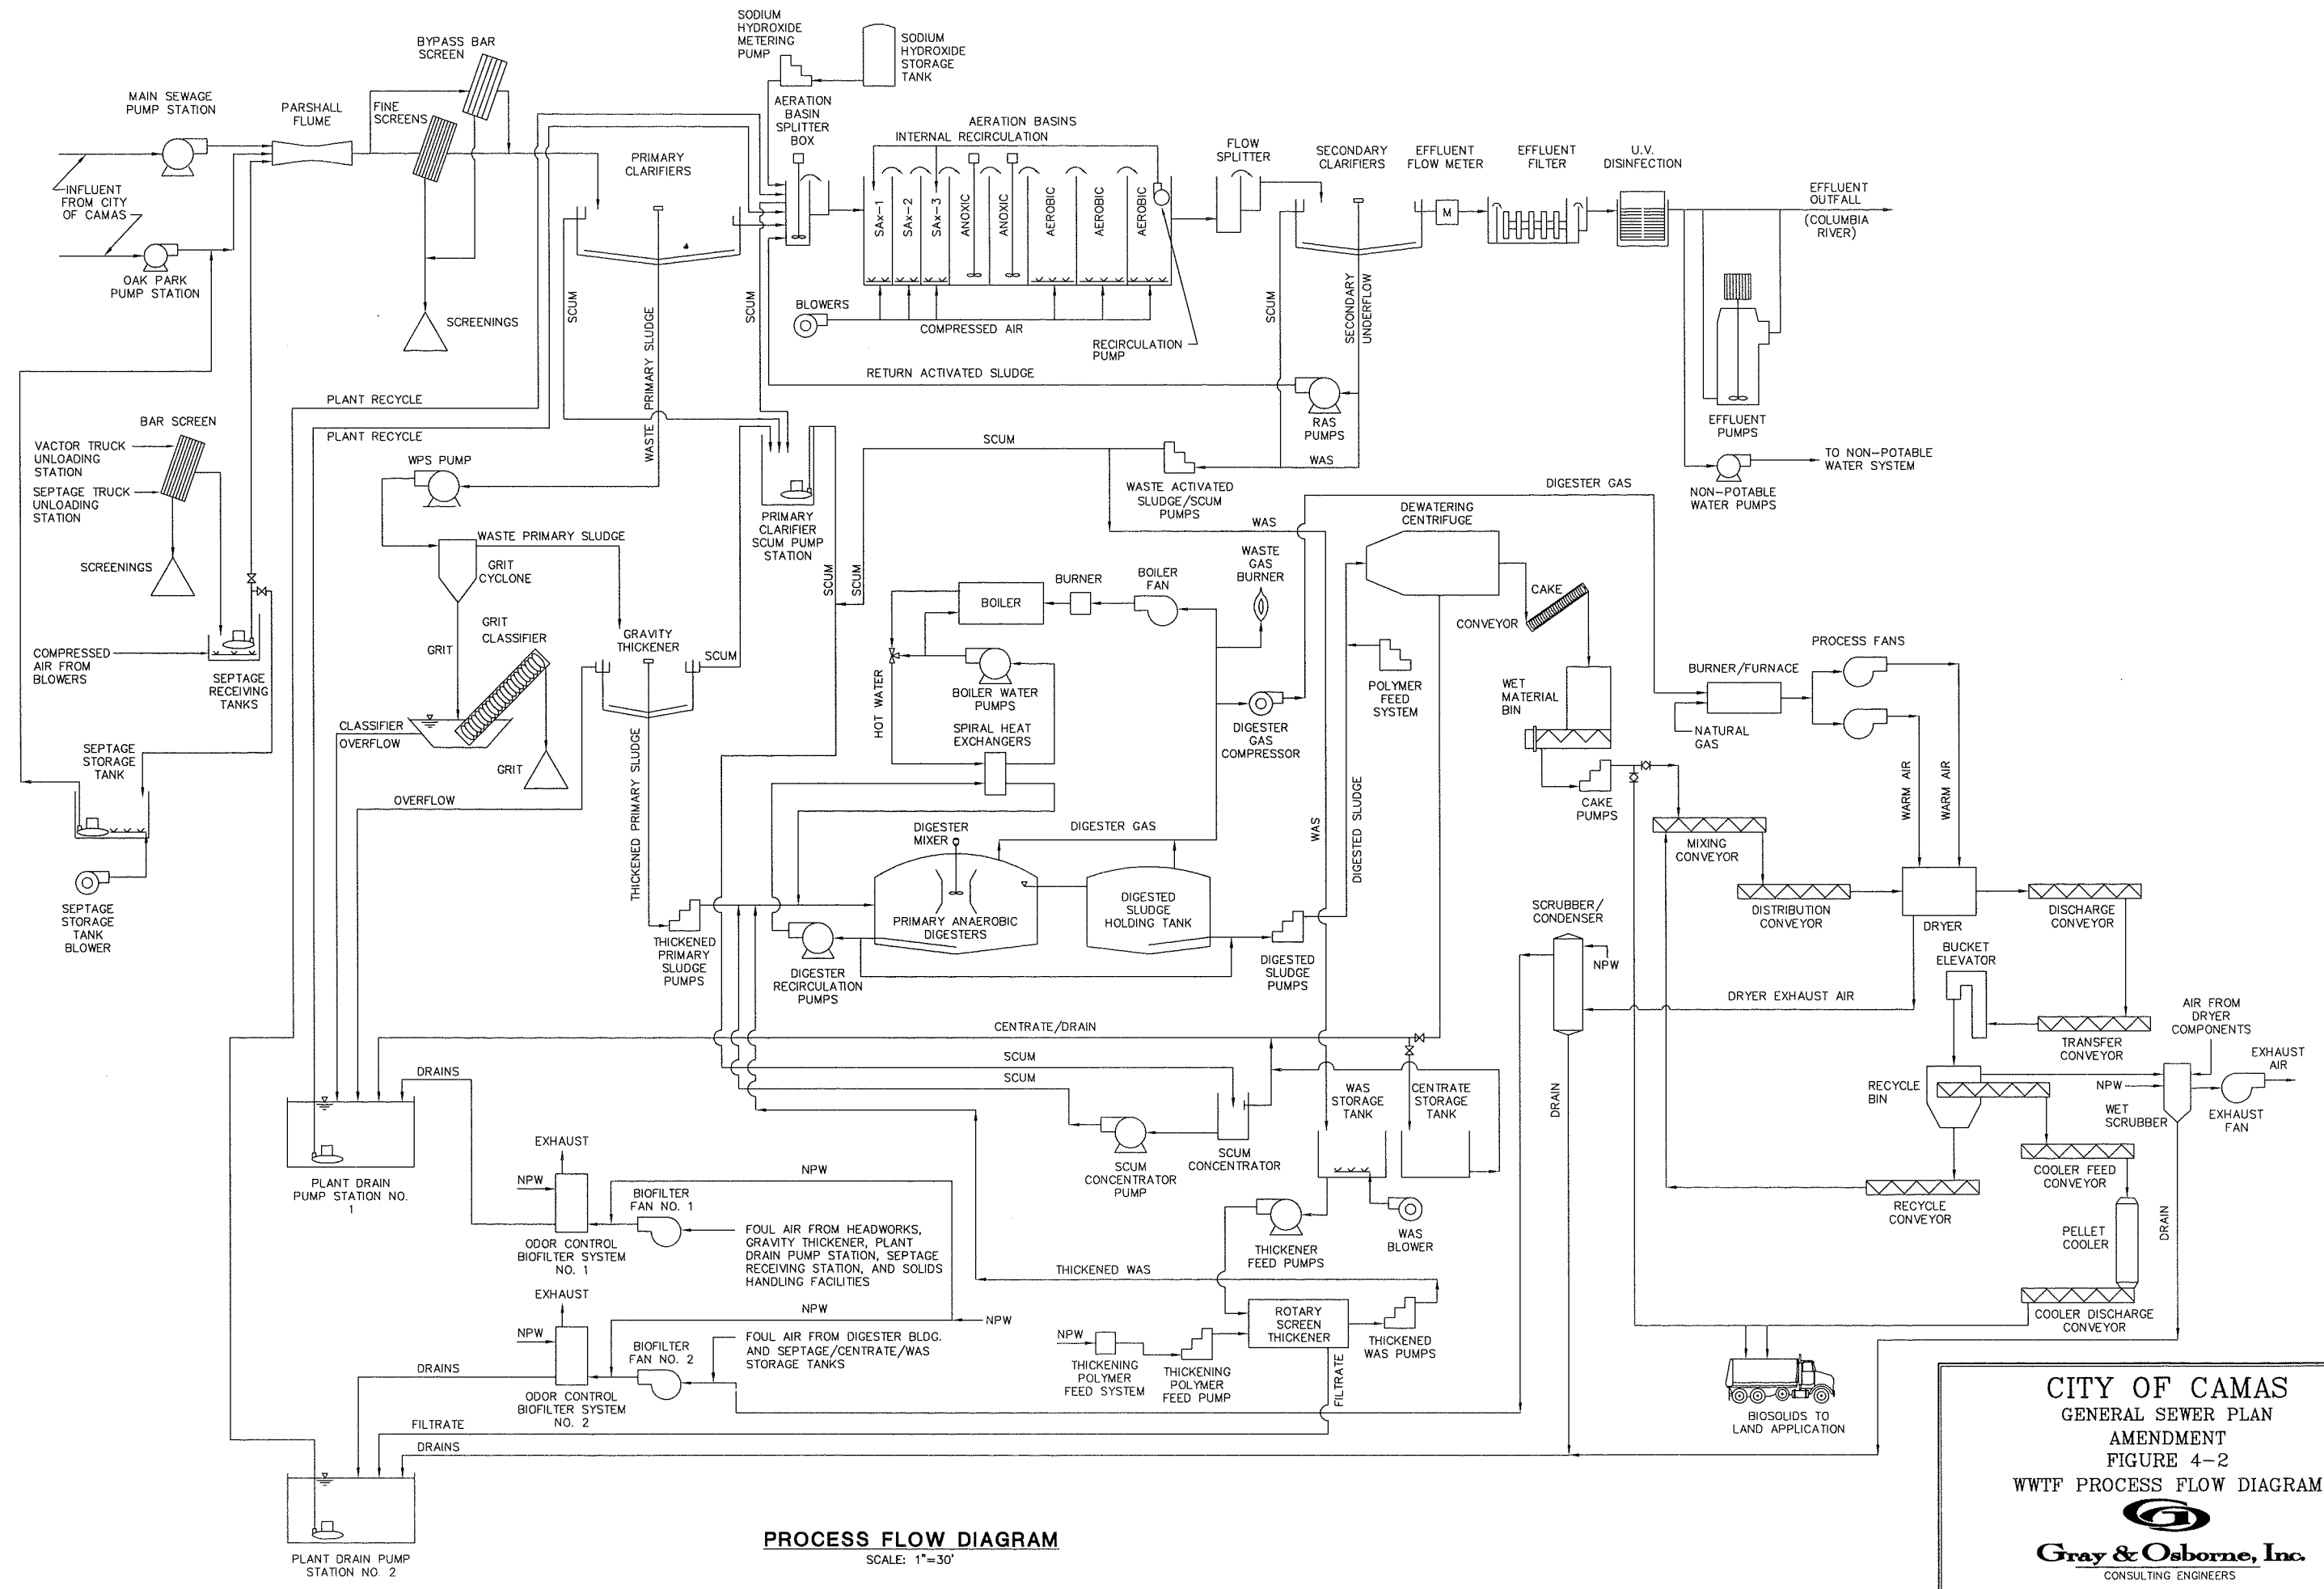 SODIUM
HYDROXIDE
METERING
PUMP
SODIUM
HYDROXIDE
STORAGE
TANK
BYPASS BAR
SCREEN
MAIN SEWAGE
PUMP STATION
PARSHALL
FLUME
FINE
SCREENS
INFLUENT
FROM CITY
OF CAMAS
OAK PARK
PUMP STATION
SCREENINGS
PRIMARY
CLARIFIERS
AERATION
BASIN
SPLITTER
BOX
AERATION BASINS
INTERNAL RECIRCULATION
SAx-1
SAx-2
SAx-3
ANOXIC
ANOXIC
AEROBIC
AEROBIC
AEROBIC
BLOWERS
COMPRESSED AIR
RECIRCULATION
PUMP
FLOW
SPLITTER
SECONDARY
CLARIFIERS
EFFLUENT
FLOW METER
M
EFFLUENT
FILTER
U.V.
DISINFECTION
EFFLUENT
OUTFALL
(COLUMBIA
RIVER)
EFFLUENT
PUMPS
TO NON-POTABLE
WATER SYSTEM
NON-POTABLE
WATER PUMPS
SCUM
WASTE PRIMARY SLUDGE
SCUM
SCUM
SECONDARY
UNDERFLOW
RETURN ACTIVATED SLUDGE
RAS
PUMPS
SCUM
WAS
WASTE ACTIVATED
SLUDGE/SCUM
PUMPS
PLANT RECYCLE
PLANT RECYCLE
BAR SCREEN
VACTOR TRUCK
UNLOADING
STATION
SEPTAGE TRUCK
UNLOADING
STATION
SCREENINGS
COMPRESSED
AIR FROM
BLOWERS
SEPTAGE
RECEIVING
TANKS
SEPTAGE
STORAGE
TANK
SEPTAGE
STORAGE
TANK
BLOWER
WPS PUMP
WASTE PRIMARY SLUDGE
GRIT
CYCLONE
GRIT
GRIT
CLASSIFIER
CLASSIFIER
OVERFLOW
GRIT
OVERFLOW
GRAVITY
THICKENER
SCUM
THICKENED PRIMARY SLUDGE
PRIMARY
CLARIFIER
SCUM PUMP
STATION
SCUM
SCUM
BOILER
BURNER
BOILER
FAN
WASTE
GAS
BURNER
HOT WATER
BOILER WATER
PUMPS
SPIRAL HEAT
EXCHANGERS
DIGESTER
GAS
COMPRESSOR
DIGESTER GAS
WAS
DEWATERING
CENTRIFUGE
CAKE
CONVEYOR
POLYMER
FEED
SYSTEM
WET
MATERIAL
BIN
CAKE
PUMPS
BURNER/FURNACE
NATURAL
GAS
PROCESS FANS
WARM AIR
WARM AIR
MIXING
CONVEYOR
DISTRIBUTION
CONVEYOR
DRYER
DISCHARGE
CONVEYOR
DIGESTER
MIXER
DIGESTER GAS
WAS
DIGESTED SLUDGE
PRIMARY ANAEROBIC
DIGESTERS
DIGESTED
SLUDGE
HOLDING TANK
THICKENED
PRIMARY
SLUDGE
PUMPS
DIGESTER
RECIRCULATION
PUMPS
DIGESTED
SLUDGE
PUMPS
SCRUBBER/
CONDENSER
NPW
DRYER EXHAUST AIR
BUCKET
ELEVATOR
TRANSFER
CONVEYOR
AIR FROM
DRYER
COMPONENTS
EXHAUST
AIR
RECYCLE
BIN
NPW
WET
SCRUBBER
EXHAUST
FAN
COOLER FEED
CONVEYOR
RECYCLE
CONVEYOR
PELLET
COOLER
DRAIN
DRAIN
COOLER DISCHARGE
CONVEYOR
BIOSOLIDS TO
LAND APPLICATION
CENTRATE/DRAIN
SCUM
SCUM
DRAINS
WAS
STORAGE
TANK
CENTRATE
STORAGE
TANK
SCUM
CONCENTRATOR
PUMP
SCUM
CONCENTRATOR
WAS
BLOWER
THICKENER
FEED PUMPS
THICKENED WAS
PLANT DRAIN
PUMP STATION NO.
1
EXHAUST
NPW
ODOR CONTROL
BIOFILTER SYSTEM
NO. 1
BIOFILTER
FAN NO. 1
NPW
FOUL AIR FROM HEADWORKS,
GRAVITY THICKENER, PLANT
DRAIN PUMP STATION, SEPTAGE
RECEIVING STATION, AND SOLIDS
HANDLING FACILITIES
EXHAUST
NPW
NPW
NPW
BIOFILTER
FAN NO. 2
FOUL AIR FROM DIGESTER BLDG.
AND SEPTAGE/CENTRATE/WAS
STORAGE TANKS
DRAINS
ODOR CONTROL
BIOFILTER SYSTEM
NO. 2
NPW
THICKENING
POLYMER
FEED SYSTEM
THICKENING
POLYMER
FEED PUMP
ROTARY
SCREEN
THICKENER
THICKENED
WAS PUMPS
FILTRATE
FILTRATE
DRAINS
PLANT DRAIN PUMP
STATION NO. 2
PROCESS FLOW DIAGRAM
SCALE: 1"=30'
CITY OF CAMAS
GENERAL SEWER PLAN
AMENDMENT
FIGURE 4-2
WWTF PROCESS FLOW DIAGRAM
Gray & Osborne, Inc.
CONSULTING ENGINEERS